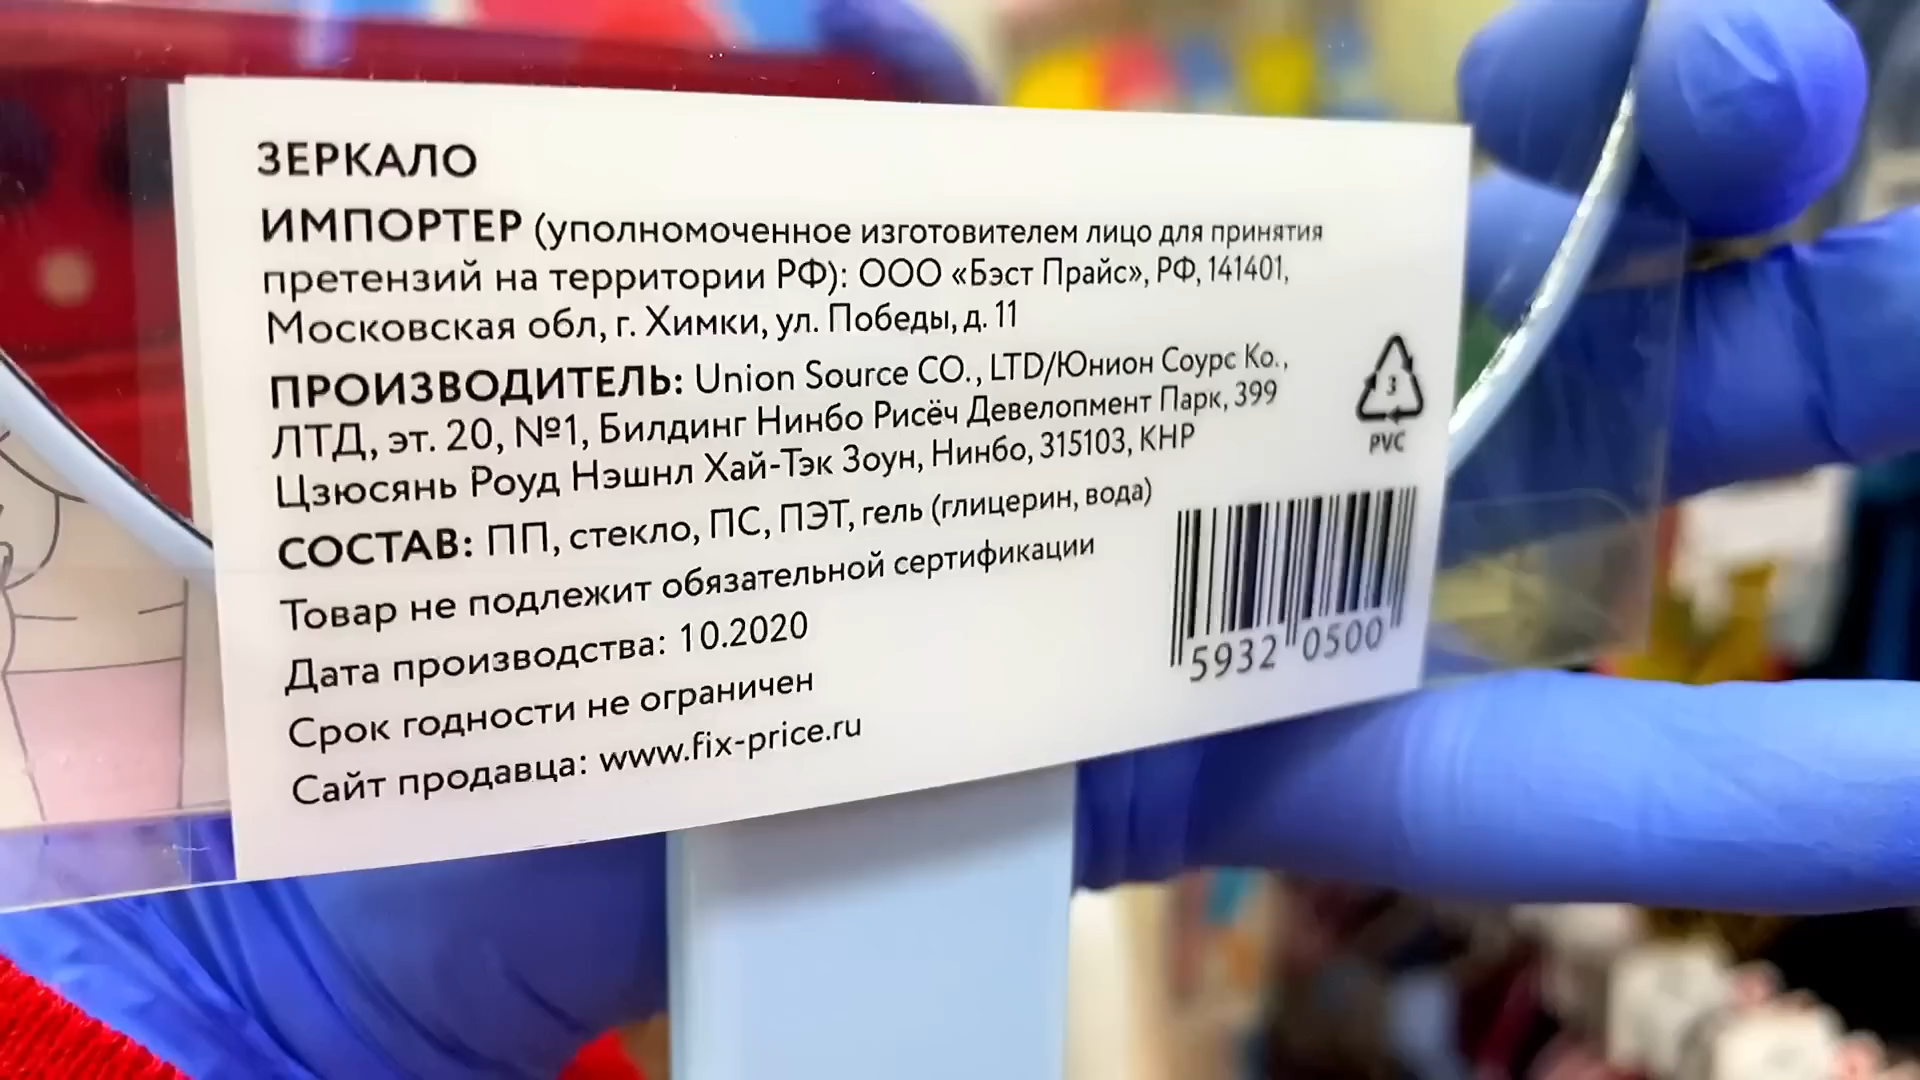 ЗЕРКАЛО
ИМПОРТЕР (уполномоченное изготовителем лицо для принятия
претензий на территории РФ): ООО «Бэст Прайс», РФ, 141401,
Московская обл, г. Химки, ул. Победы, д. 11
ПРОИЗВОДИТЕЛЬ: Union Source CO., LTD/Юнион Соурс Ко.,
ЛТД, эт. 20, №1, Билдинг Нинбо Рисёч Девелопмент Парк, 399
Цзюсянь Роуд Нэшнл Хай-Тэк Зоун, Нинбо, 315103, КНР
3
PVC
СОСТАВ: ПП, стекло, ПС, ПЭТ, гель (глицерин, вода)
Товар не подлежит обязательной сертификации
Дата производства: 10.2020
Срок годности не ограничен
Сайт продавца: www.fix-price.ru
5932 0500